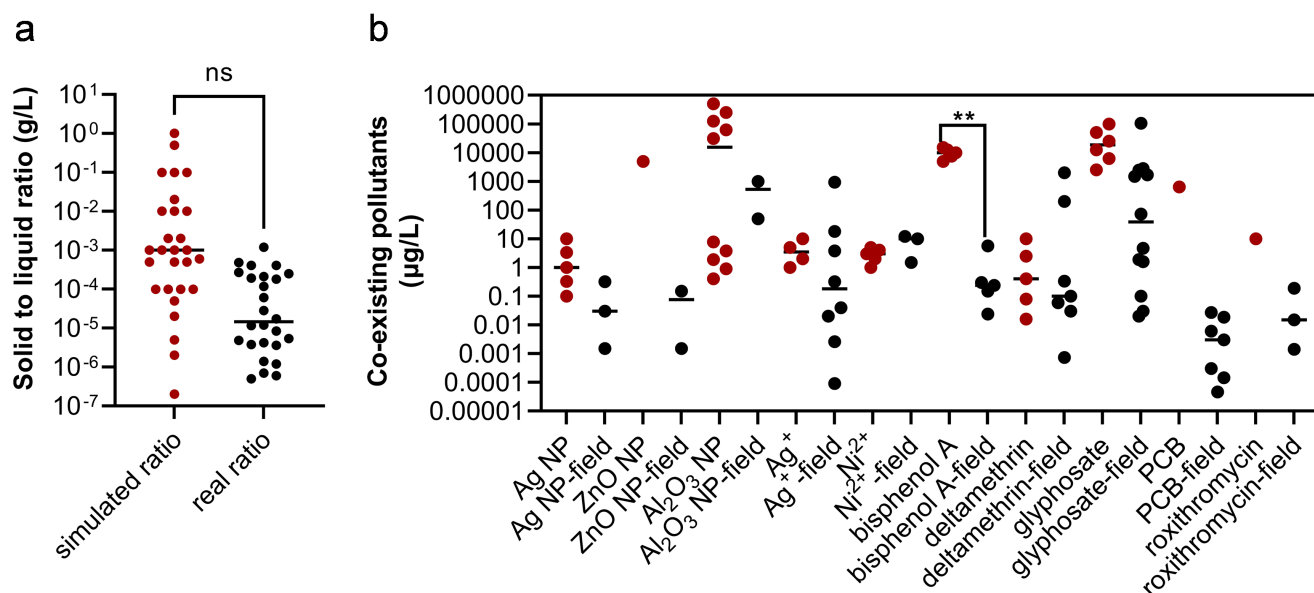 a
ns
Solid to liquid ratio (g/L)
10¹
10⁰
10⁻¹
10⁻²
10⁻³
10⁻⁴
10⁻⁵
10⁻⁶
10⁻⁷
simulated ratio
real ratio
b
**
Co-existing pollutants
(µg/L)
1000000
100000
10000
1000
100
10
1
0.1
0.01
0.001
0.0001
0.00001
Ag NP
Ag NP-field
ZnO NP
ZnO NP-field
Al₂O₃ NP
Al₂O₃ NP-field
Ag⁺
Ag⁺-field
Ni²⁺
Ni²⁺-field
bisphenol A
bisphenol A-field
deltamethrin
deltamethrin-field
glyphosate
glyphosate-field
PCB
PCB-field
roxithromycin
roxithromycin-field